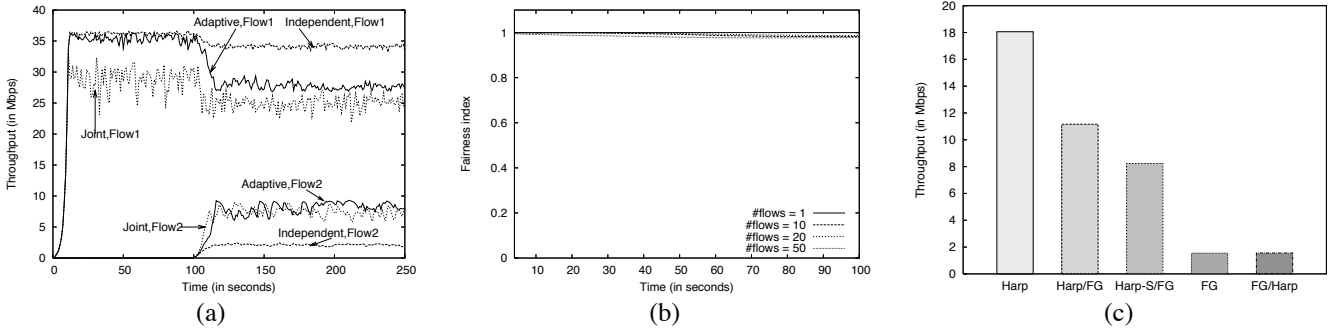 40
35
30
25
20
15
10
5
0
Throughput (in Mbps)
Adaptive,Flow1
Independent,Flow1
Joint,Flow1
Adaptive,Flow2
Joint,Flow2
Independent,Flow2
0 50 100 150 200 250
Time (in seconds)
(a)
1
0.8
0.6
0.4
0.2
0
Fairness index
#flows = 1
#flows = 10
#flows = 20
#flows = 50
10 20 30 40 50 60 70 80 90 100
Time (in seconds)
(b)
20
18
16
14
12
10
8
6
4
2
0
Throughput (in Mbps)
Harp Harp/FG Harp-S/FG FG FG/Harp
(c)